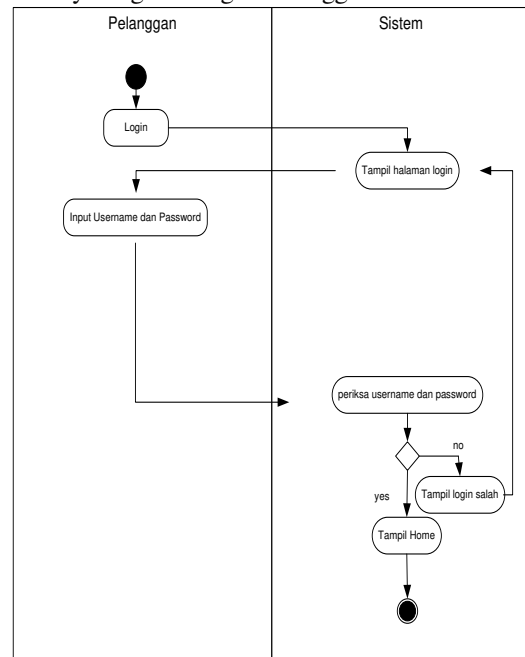 Pelanggan
Sistem
Login
Tampil halaman login
Input Username dan Password
periksa username dan password
no
Tampil login salah
yes
Tampil Home